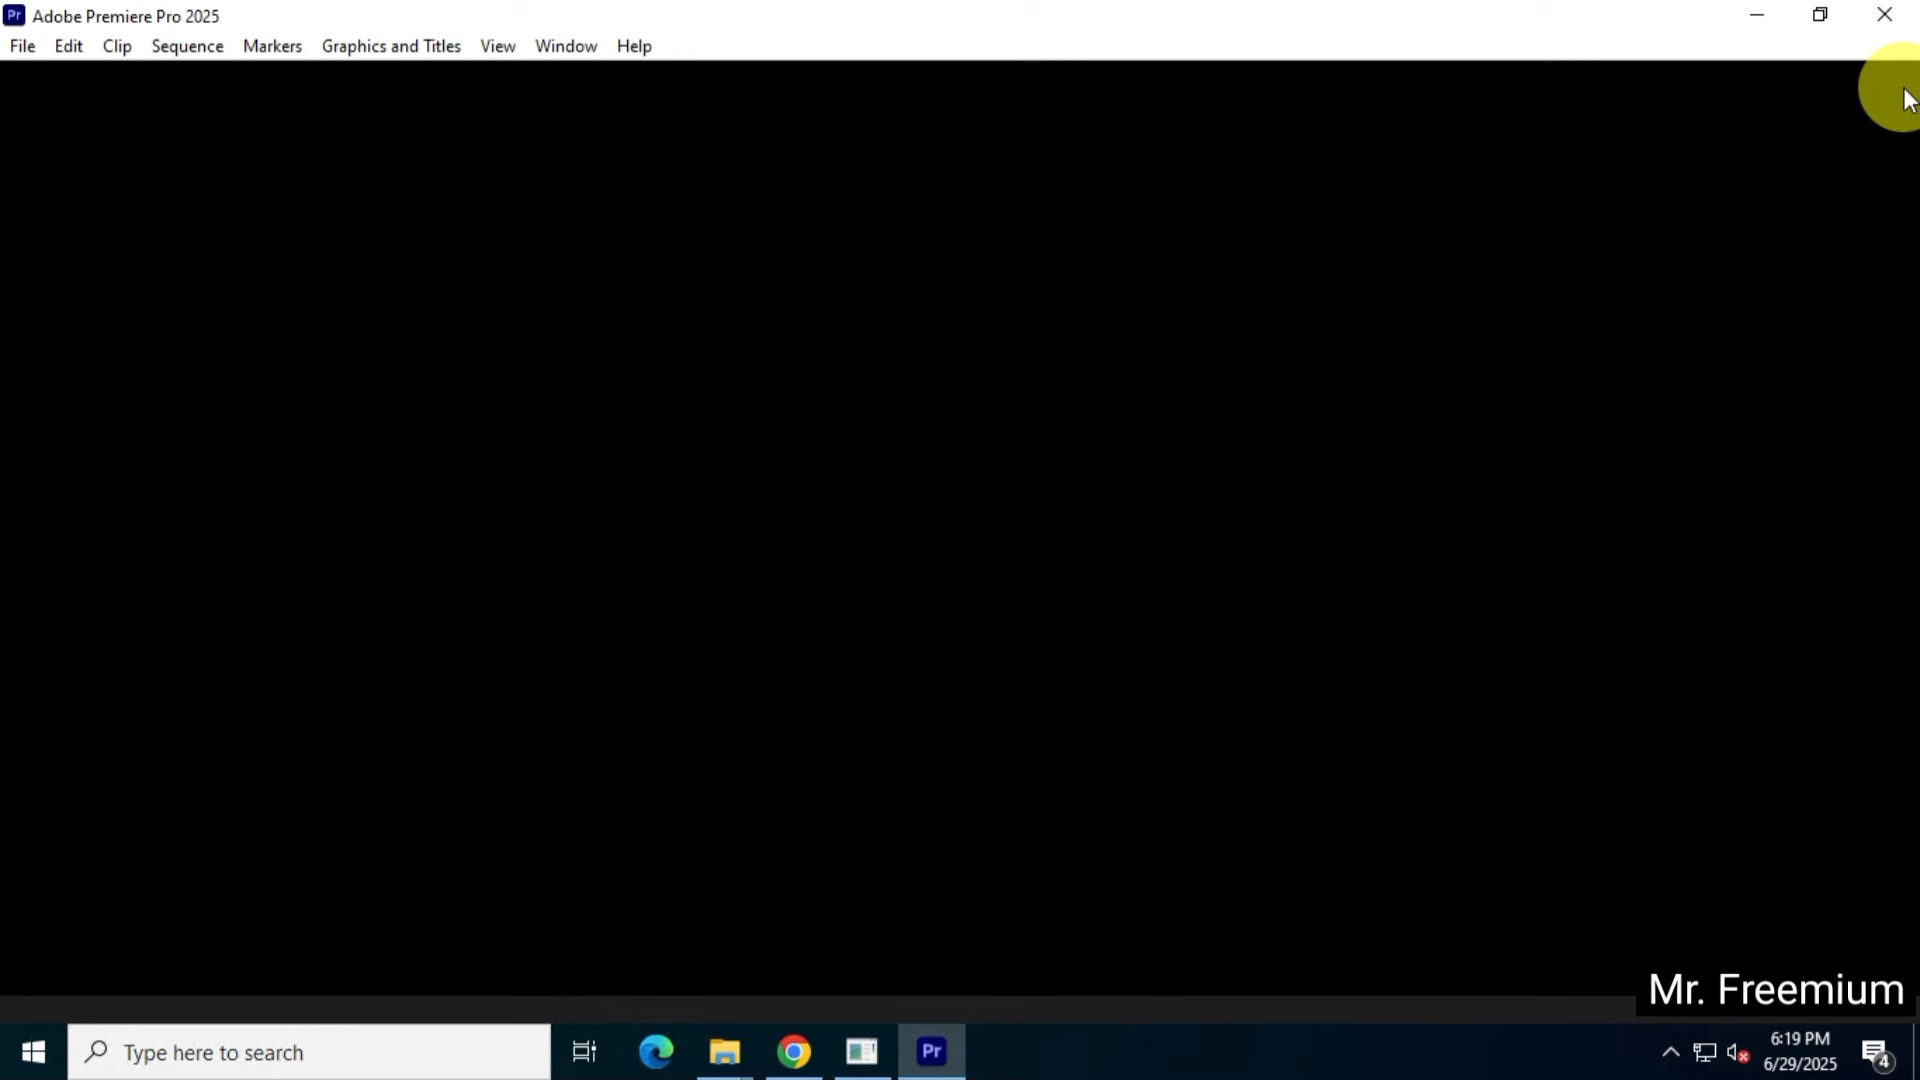 Pr Adobe Premiere Pro 2025
File Edit Clip Sequence Markers Graphics and Titles View Window Help
Mr. Freemium
Type here to search
Pr
6:19 PM
6/29/2025
4